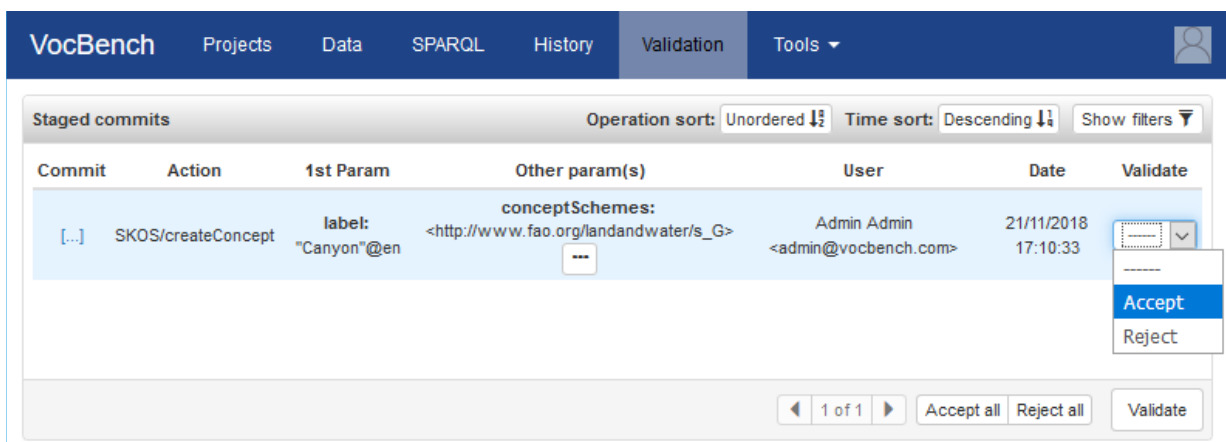 VocBench Projects Data SPARQL History Validation Tools
Staged commits Operation sort: Unordered Time sort: Descending Show filters
Commit Action 1st Param Other param(s) User Date Validate
[...] SKOS/createConcept label: "Canyon"@en conceptSchemes: <http://www.fao.org/landandwater/s_G> Admin Admin <admin@vocbench.com> 21/11/2018 17:10:33 ------
------
Accept
Reject
1 of 1 Accept all Reject all Validate